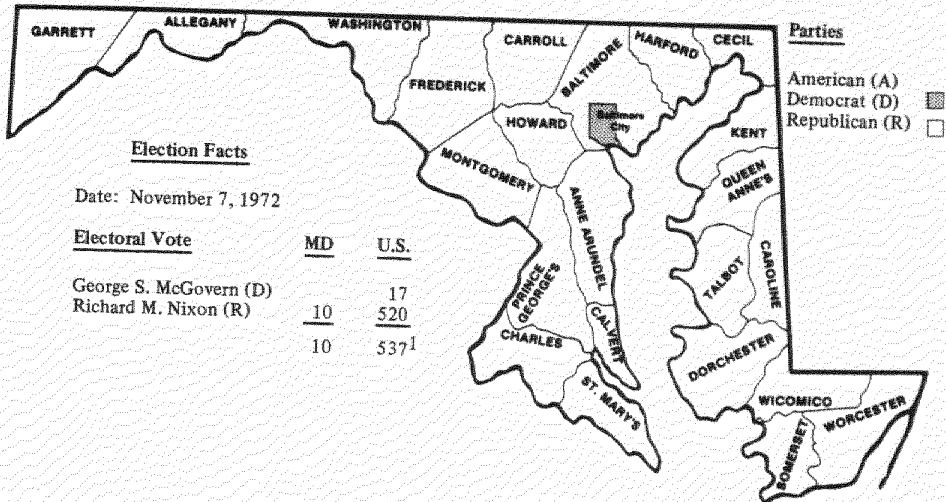 GARRETT
ALLEGANY
WASHINGTON
FREDERICK
CARROLL
BALTIMORE
HARFORD
CECIL
Baltimore
City
HOWARD
MONTGOMERY
ANNE ARUNDEL
PRINCE
GEORGE'S
CALVERT
CHARLES
ST. MARY'S
KENT
QUEEN
ANNE'S
TALBOT
CAROLINE
DORCHESTER
WICOMICO
SOMERSET
WORCESTER
Parties
American (A)
Democrat (D)
Republican (R)
Election Facts
Date: November 7, 1972
Electoral Vote MD U.S.
George S. McGovern (D) 17
Richard M. Nixon (R) 10 520
10 537¹